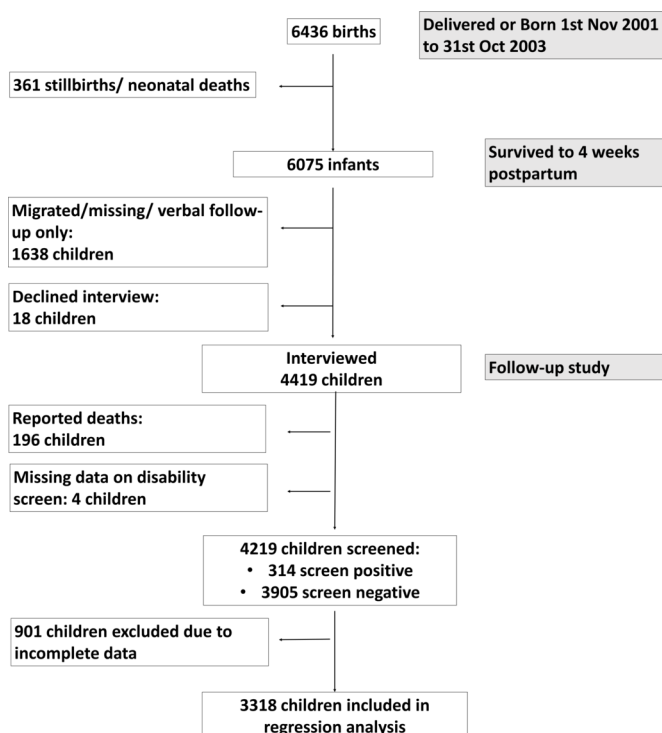 6436 births
Delivered or Born 1st Nov 2001
to 31st Oct 2003
361 stillbirths/ neonatal deaths
6075 infants
Survived to 4 weeks
postpartum
Migrated/missing/ verbal follow-
up only:
1638 children
Declined interview:
18 children
Interviewed
4419 children
Follow-up study
Reported deaths:
196 children
Missing data on disability
screen: 4 children
4219 children screened:
• 314 screen positive
• 3905 screen negative
901 children excluded due to
incomplete data
3318 children included in
regression analysis